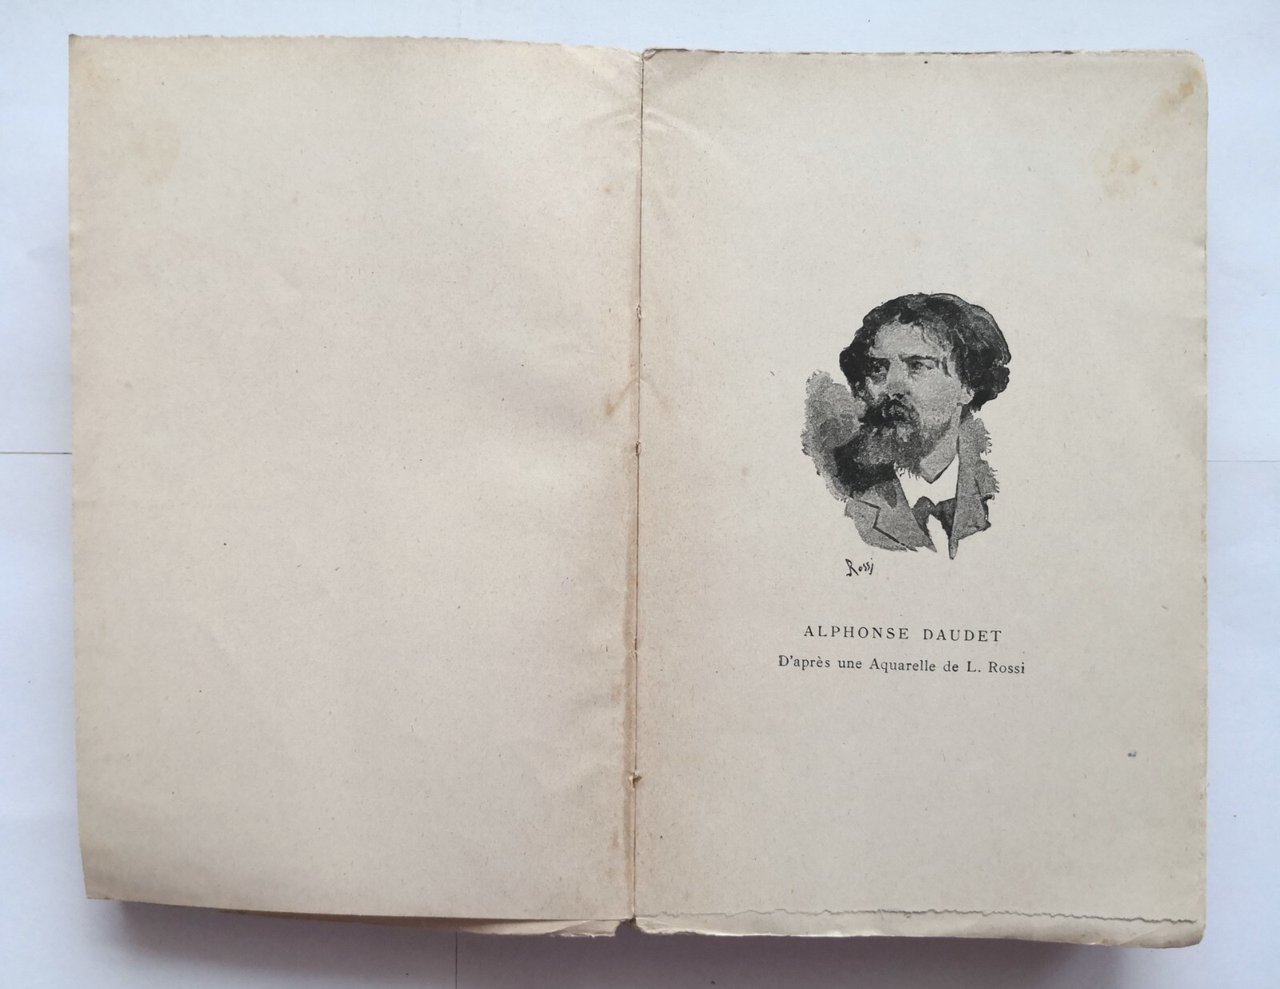 Rossi
ALPHONSE DAUDET
D'après une Aquarelle de L. Rossi